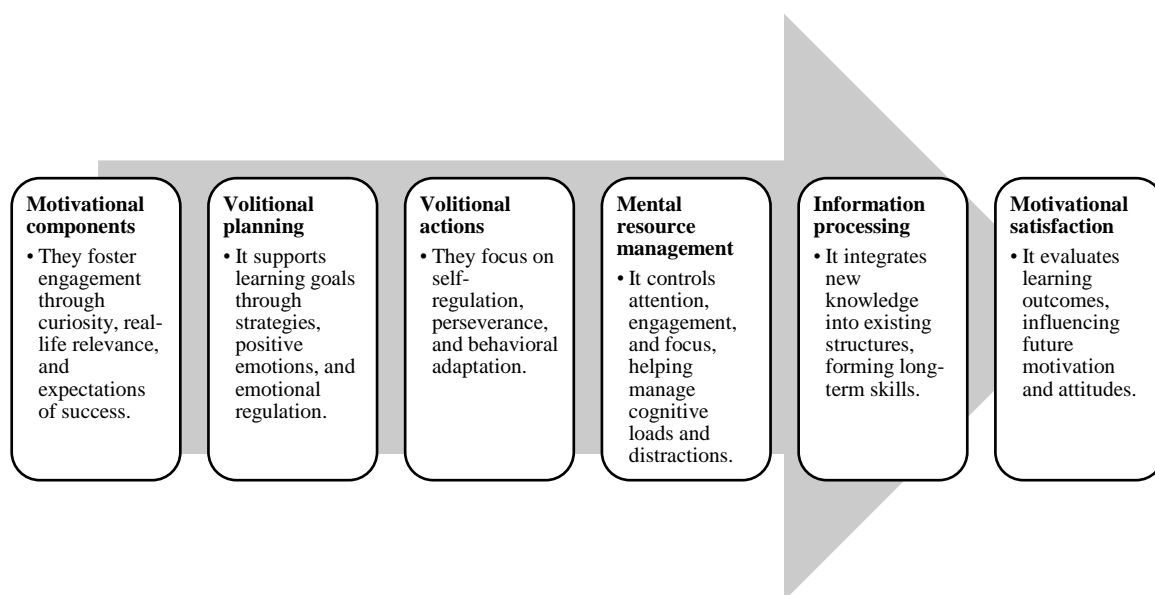 Motivational
components
• They foster
engagement
through
curiosity, real-
life relevance,
and
expectations
of success.
Volitional
planning
• It supports
learning goals
through
strategies,
positive
emotions, and
emotional
regulation.
Volitional
actions
• They focus on
self-
regulation,
perseverance,
and behavioral
adaptation.
Mental
resource
management
• It controls
attention,
engagement,
and focus,
helping
manage
cognitive
loads and
distractions.
Information
processing
• It integrates
new
knowledge
into existing
structures,
forming long-
term skills.
Motivational
satisfaction
• It evaluates
learning
outcomes,
influencing
future
motivation
and attitudes.